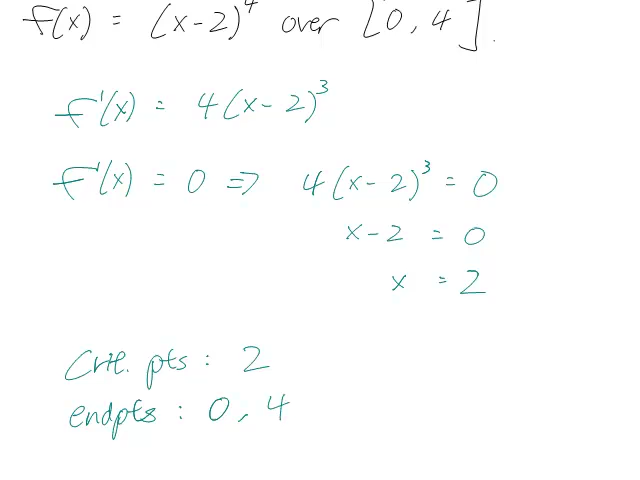 f(x) = (x-2)^4 over [0, 4].
f'(x) = 4(x-2)^3
f'(x) = 0 => 4(x-2)^3 = 0
x-2 = 0
x = 2
Crit. pts : 2
endpts : 0, 4